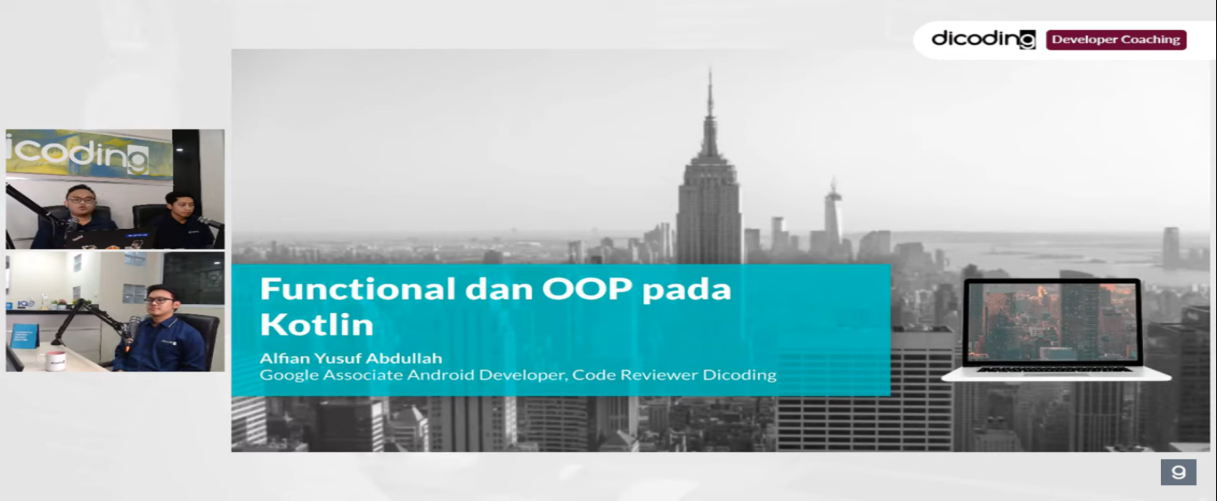 dicoding Developer Coaching
icoding
Functional dan OOP pada
Kotlin
Alfian Yusuf Abdullah
Google Associate Android Developer, Code Reviewer Dicoding
9